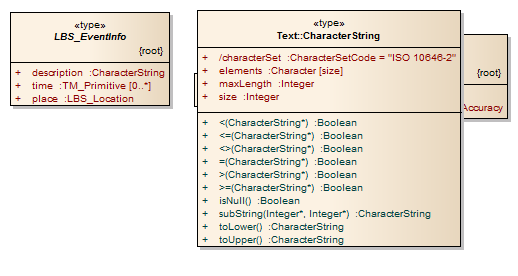 «type»
LBS_EventInfo
{root}
+ description :CharacterString
+ time :TM_Primitive [0..*]
+ place :LBS_Location
«type»
Text::CharacterString
+ /characterSet :CharacterSetCode = "ISO 10646-2"
+ elements :Character [size]
+ maxLength :Integer
+ size :Integer
+ <(CharacterString*) :Boolean
+ <=(CharacterString*) :Boolean
+ <>(CharacterString*) :Boolean
+ =(CharacterString*) :Boolean
+ >(CharacterString*) :Boolean
+ >=(CharacterString*) :Boolean
+ isNull() :Boolean
+ subString(Integer*, Integer*) :CharacterString
+ toLower() :CharacterString
+ toUpper() :CharacterString
{root}
Accuracy